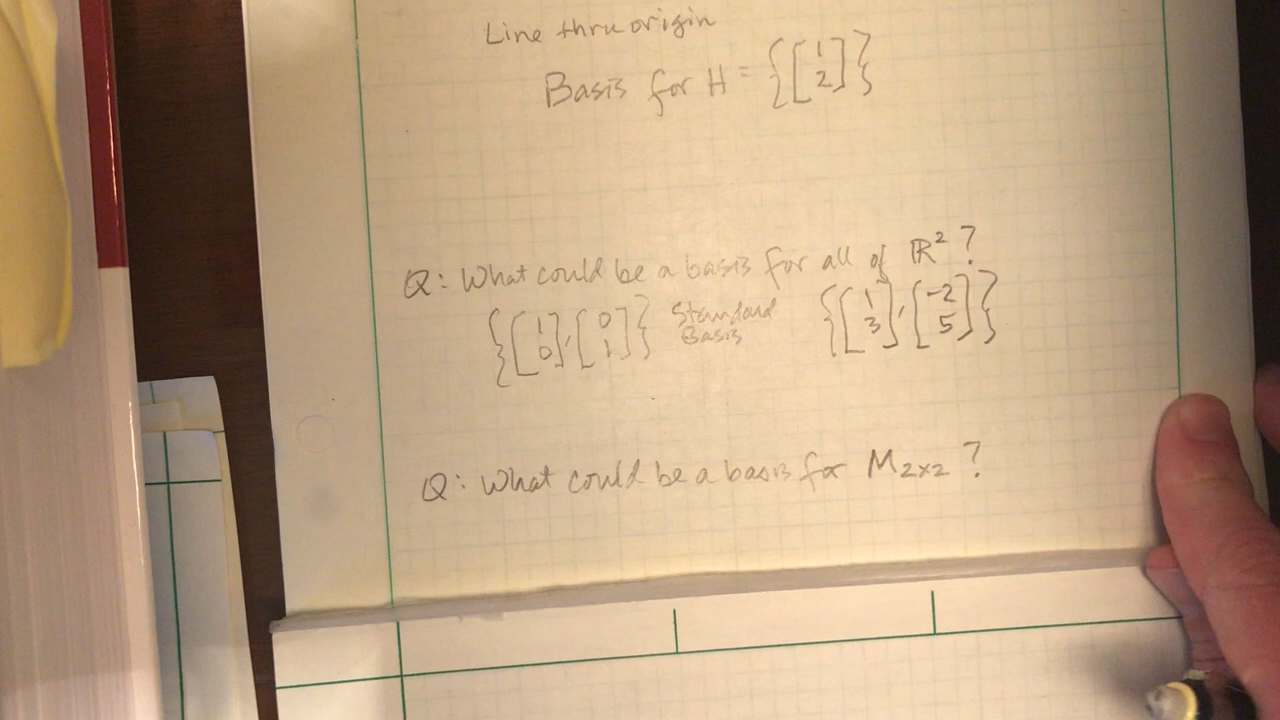 Line thru origin
Basis for H = {[1 2]}
Q: What could be a basis for all of ℝ² ?
{[1 0], [0 1]} Standard Basis {[1 3], [-2 5]}
Q: What could be a basis for M₂ₓ₂ ?